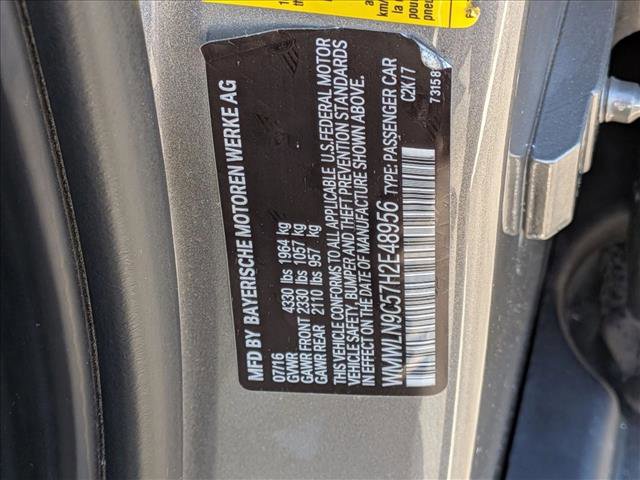 MFD BY BAYERISCHE MOTOREN WERKE AG
07/16
GVWR 4330 lbs 1964 kg
GAWR FRONT 2330 lbs 1057 kg
GAWR REAR 2110 lbs 957 kg
THIS VEHICLE CONFORMS TO ALL APPLICABLE U.S. FEDERAL MOTOR
VEHICLE SAFETY, BUMPER AND THEFT PREVENTION STANDARDS
IN EFFECT ON THE DATE OF MANUFACTURE SHOWN ABOVE.
WMWLN9C57H2E48956 TYPE: PASSENGER CAR
C2K17
73158